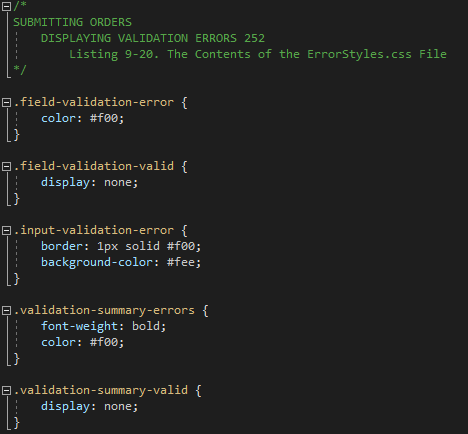 /*
SUBMITTING ORDERS
    DISPLAYING VALIDATION ERRORS 252
        Listing 9-20. The Contents of the ErrorStyles.css File
*/

.field-validation-error {
    color: #f00;
}

.field-validation-valid {
    display: none;
}

.input-validation-error {
    border: 1px solid #f00;
    background-color: #fee;
}

.validation-summary-errors {
    font-weight: bold;
    color: #f00;
}

.validation-summary-valid {
    display: none;
}